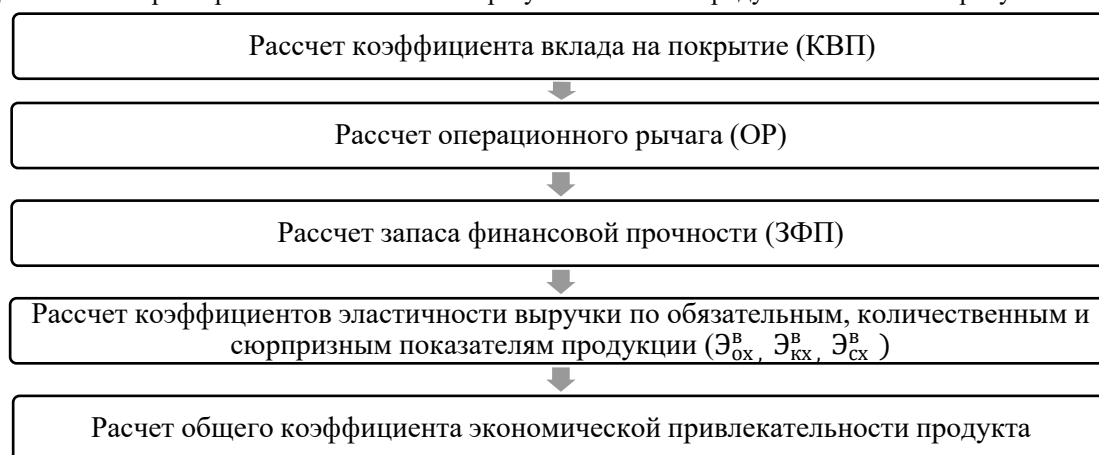 Рассчет коэффициента вклада на покрытие (КВП)
Рассчет операционного рычага (ОР)
Рассчет запаса финансовой прочности (ЗФП)
Рассчет коэффициентов эластичности выручки по обязательным, количественным и
сюрпризным показателям продукции (Э^в_ох, Э^в_кх, Э^в_сх )
Расчет общего коэффициента экономической привлекательности продукта